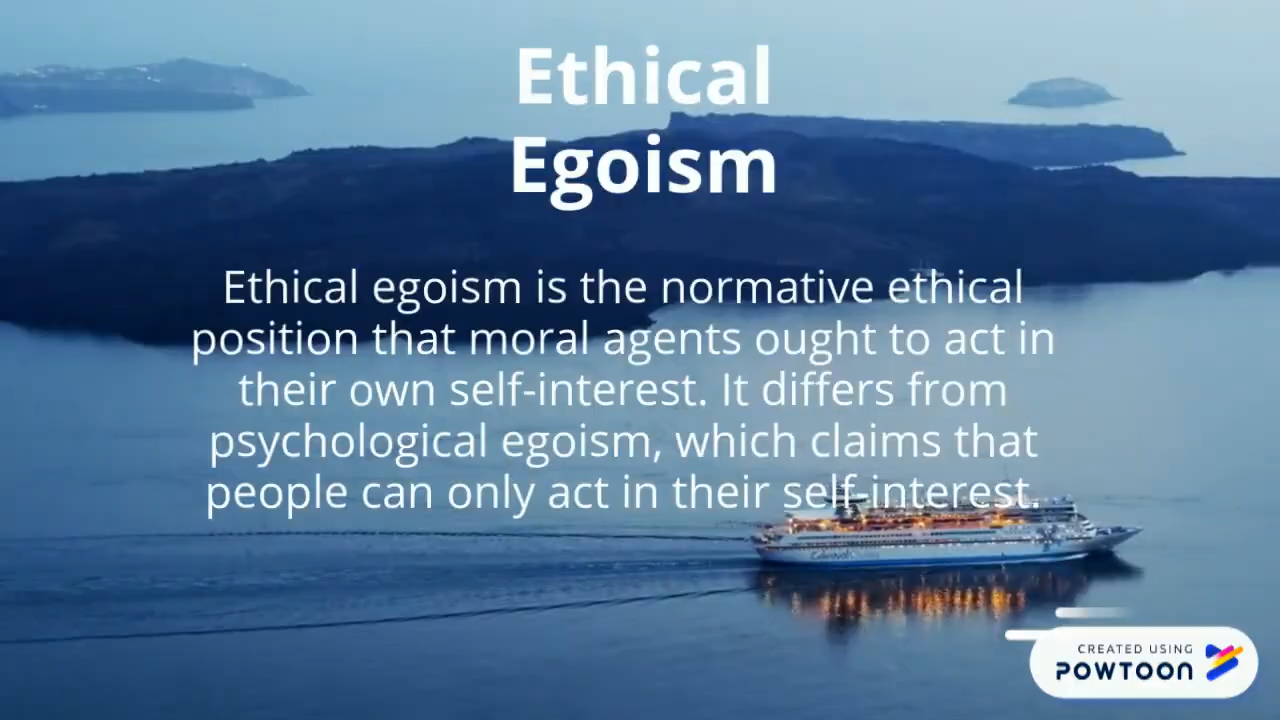 Ethical
Egoism
Ethical egoism is the normative ethical
position that moral agents ought to act in
their own self-interest. It differs from
psychological egoism, which claims that
people can only act in their self-interest.
CREATED USING
POWTOON